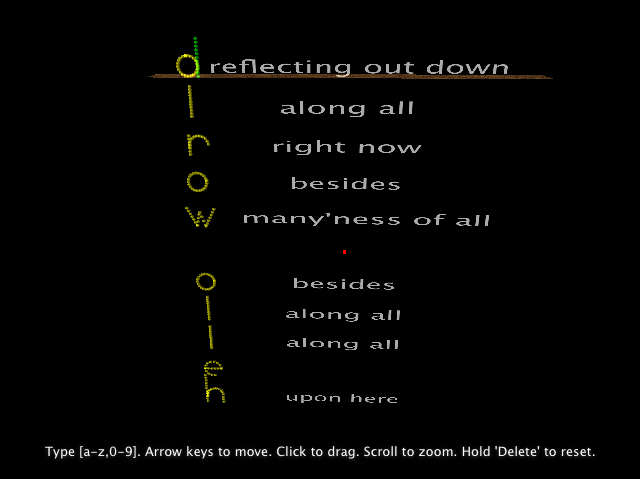 d reflecting out down
l along all
r right now
o besides
w many'ness of all
o besides
l along all
l along all
e
h upon here
Type [a-z,0-9]. Arrow keys to move. Click to drag. Scroll to zoom. Hold 'Delete' to reset.